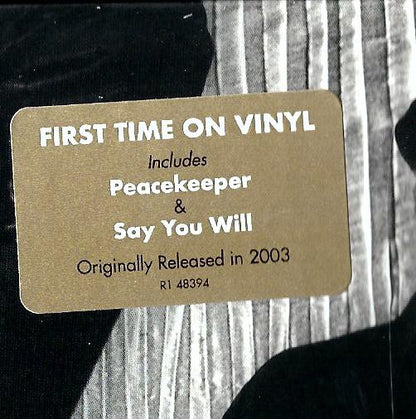 FIRST TIME ON VINYL
Includes
Peacekeeper
&
Say You Will
Originally Released in 2003
R1 48394